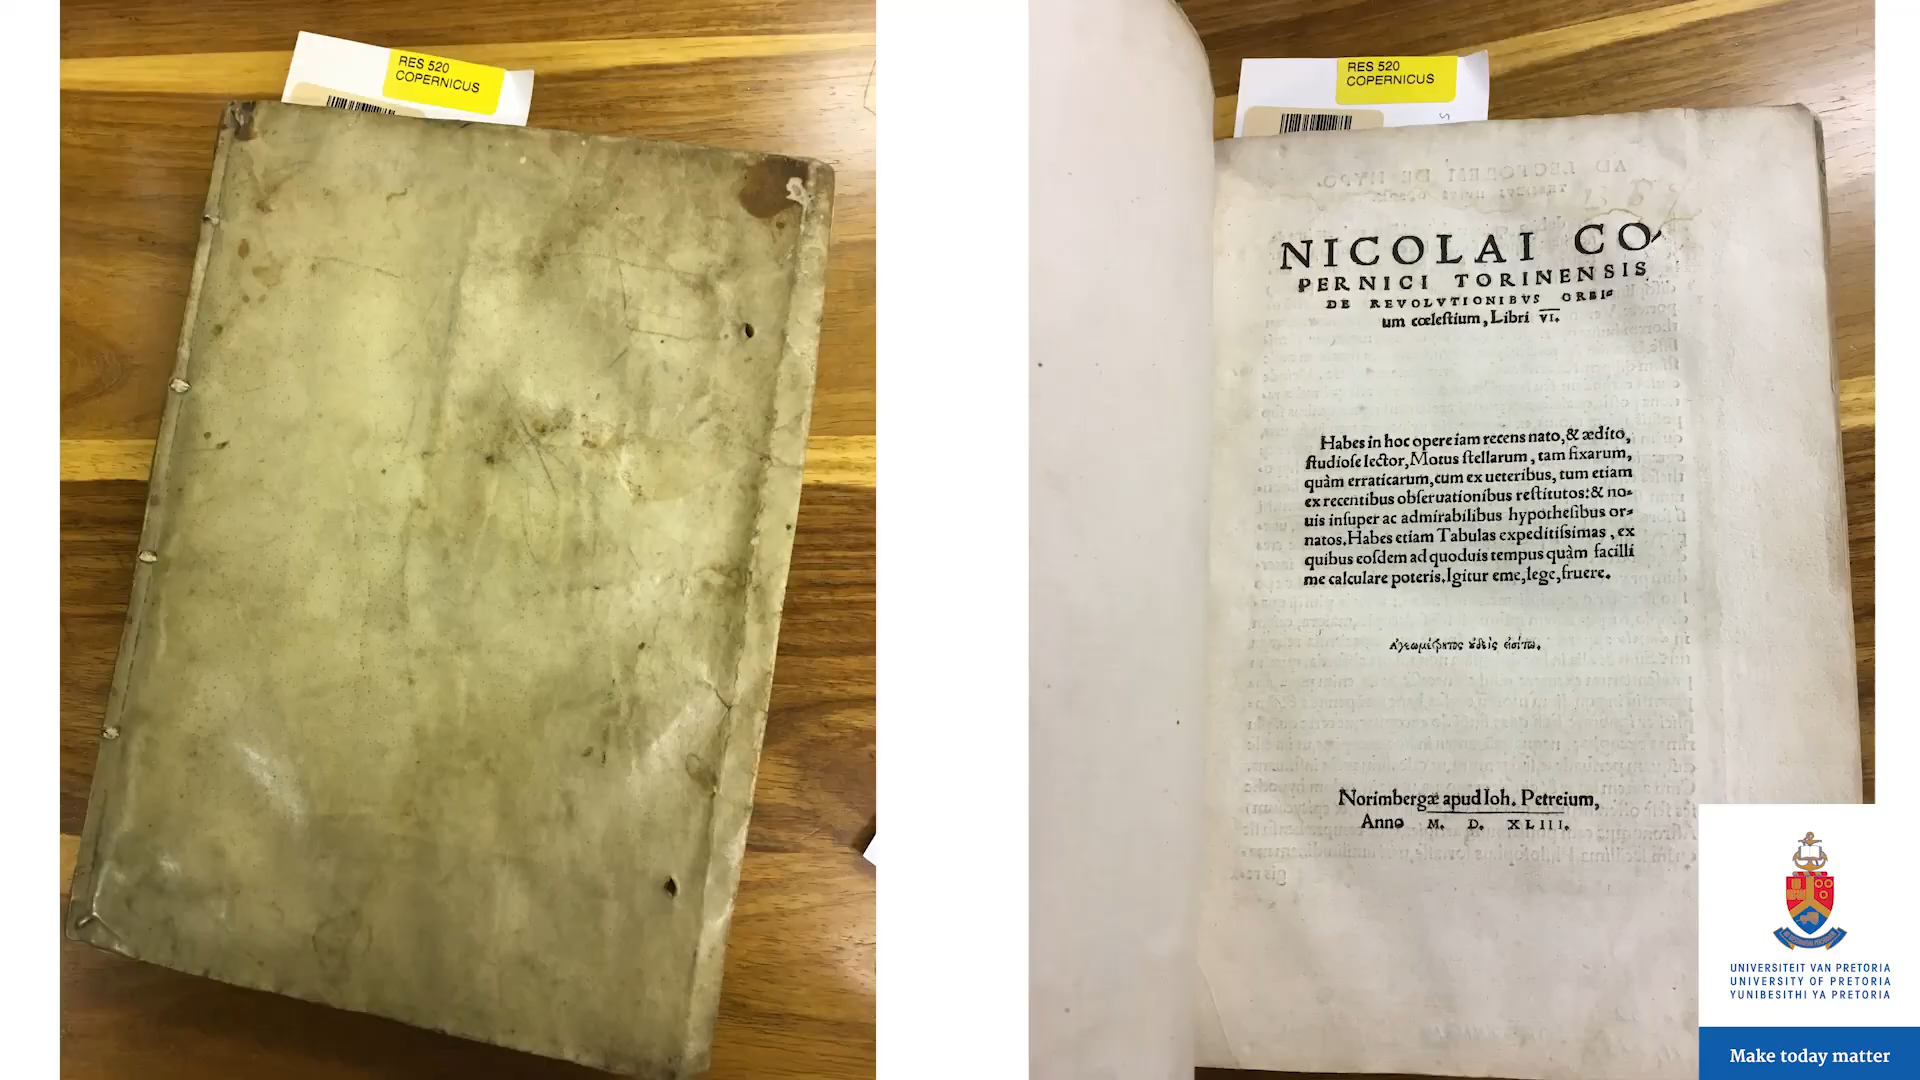 RES 520
COPERNICUS
RES 520
COPERNICUS
NICOLAI CO-
PERNICI TORINENSIS
DE REVOLVTIONIBVS ORBI-
um cœleſtium, Libri VI.
Habes in hoc opere iam recens nato, & ædito,
ſtudioſe lector, Motus ſtellarum, tam fixarum,
quàm erraticarum, cum ex ueteribus, tum etiam
ex recentibus obſeruationibus reſtitutos: & no-
uis inſuper ac admirabilibus hypotheſibus or-
natos. Habes etiam Tabulas expeditiſsimas, ex
quibus eoſdem ad quoduis tempus quàm facilli
me calculare poteris. Igitur eme, lege, fruere.
Ἀγεωμέτρητος ὐδεὶς εἰσίτω.
Norimbergæ apud Ioh. Petreium,
Anno M. D. XLIII.
UNIVERSITEIT VAN PRETORIA
UNIVERSITY OF PRETORIA
YUNIBESITHI YA PRETORIA
Make today matter